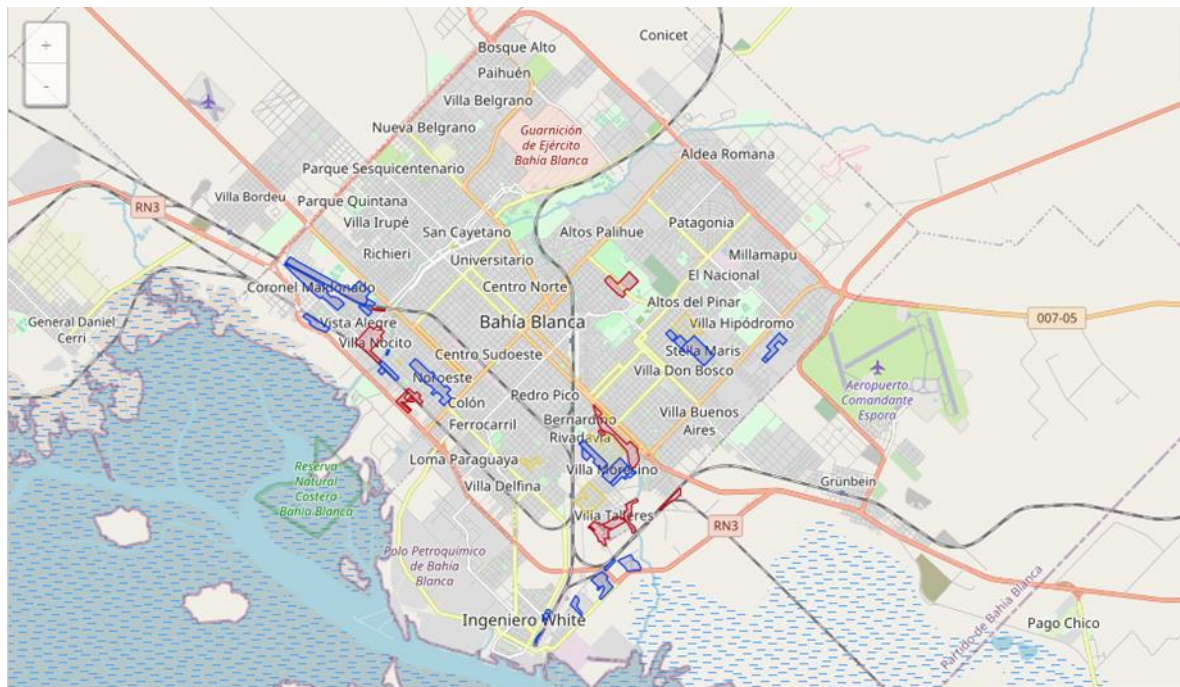 +
-
Conicet
Bosque Alto
Paihuén
Villa Belgrano
Nueva Belgrano
Guarnición
de Ejército
Bahía Blanca
Aldea Romana
Parque Sesquicentenario
Villa Bordeu
Parque Quintana
RN3
Villa Irupé
San Cayetano
Altos Palihue
Patagonia
Richieri
Universitario
Millamapu
El Nacional
Coronel Maldonado
Centro Norte
Altos del Pinar
General Daniel
Cerri
Vista Alegre
Bahía Blanca
Villa Hipódromo
007-05
Villa Nocito
Centro Sudoeste
Stella Maris
Villa Don Bosco
Noroeste
Aeropuerto
Comandante
Espora
Colón
Pedro Pico
Villa Buenos
Aires
Ferrocarril
Bernardino
Rivadavia
Loma Paraguaya
Villa Moresino
Reserva
Natural
Costera
Bahía Blanca
Villa Delfina
Grünbein
Villa Talleres
RN3
Polo Petroquímico
de Bahía
Blanca
Ingeniero White
Partido de Bahía Blanca
Pago Chico